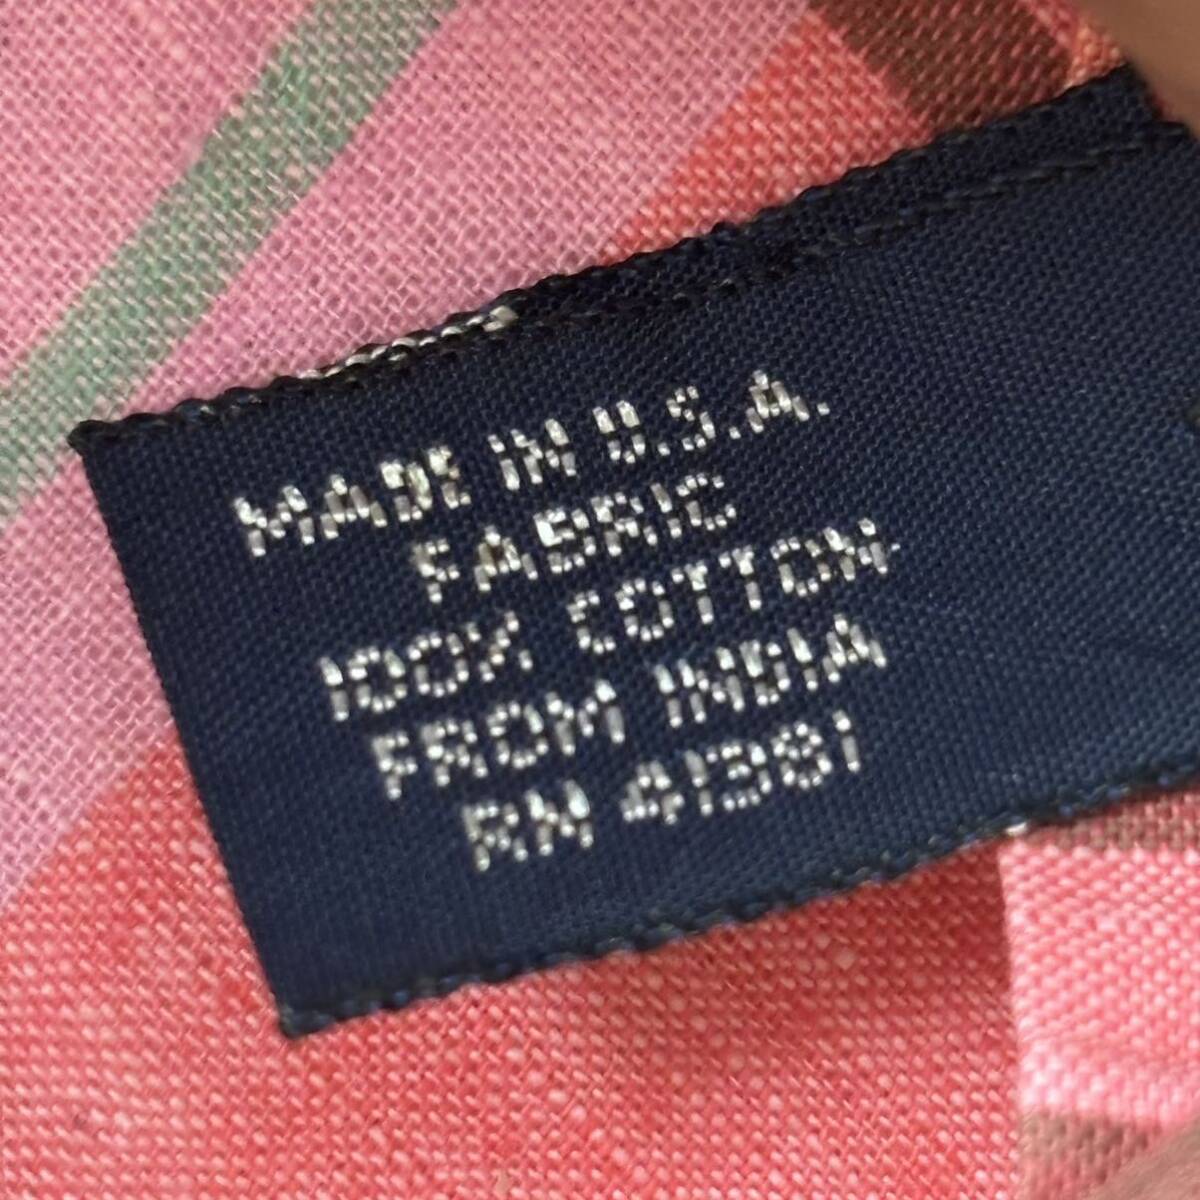 MADE IN U.S.A.
FABRIC
100% COTTON
FROM INDIA
RN 41381